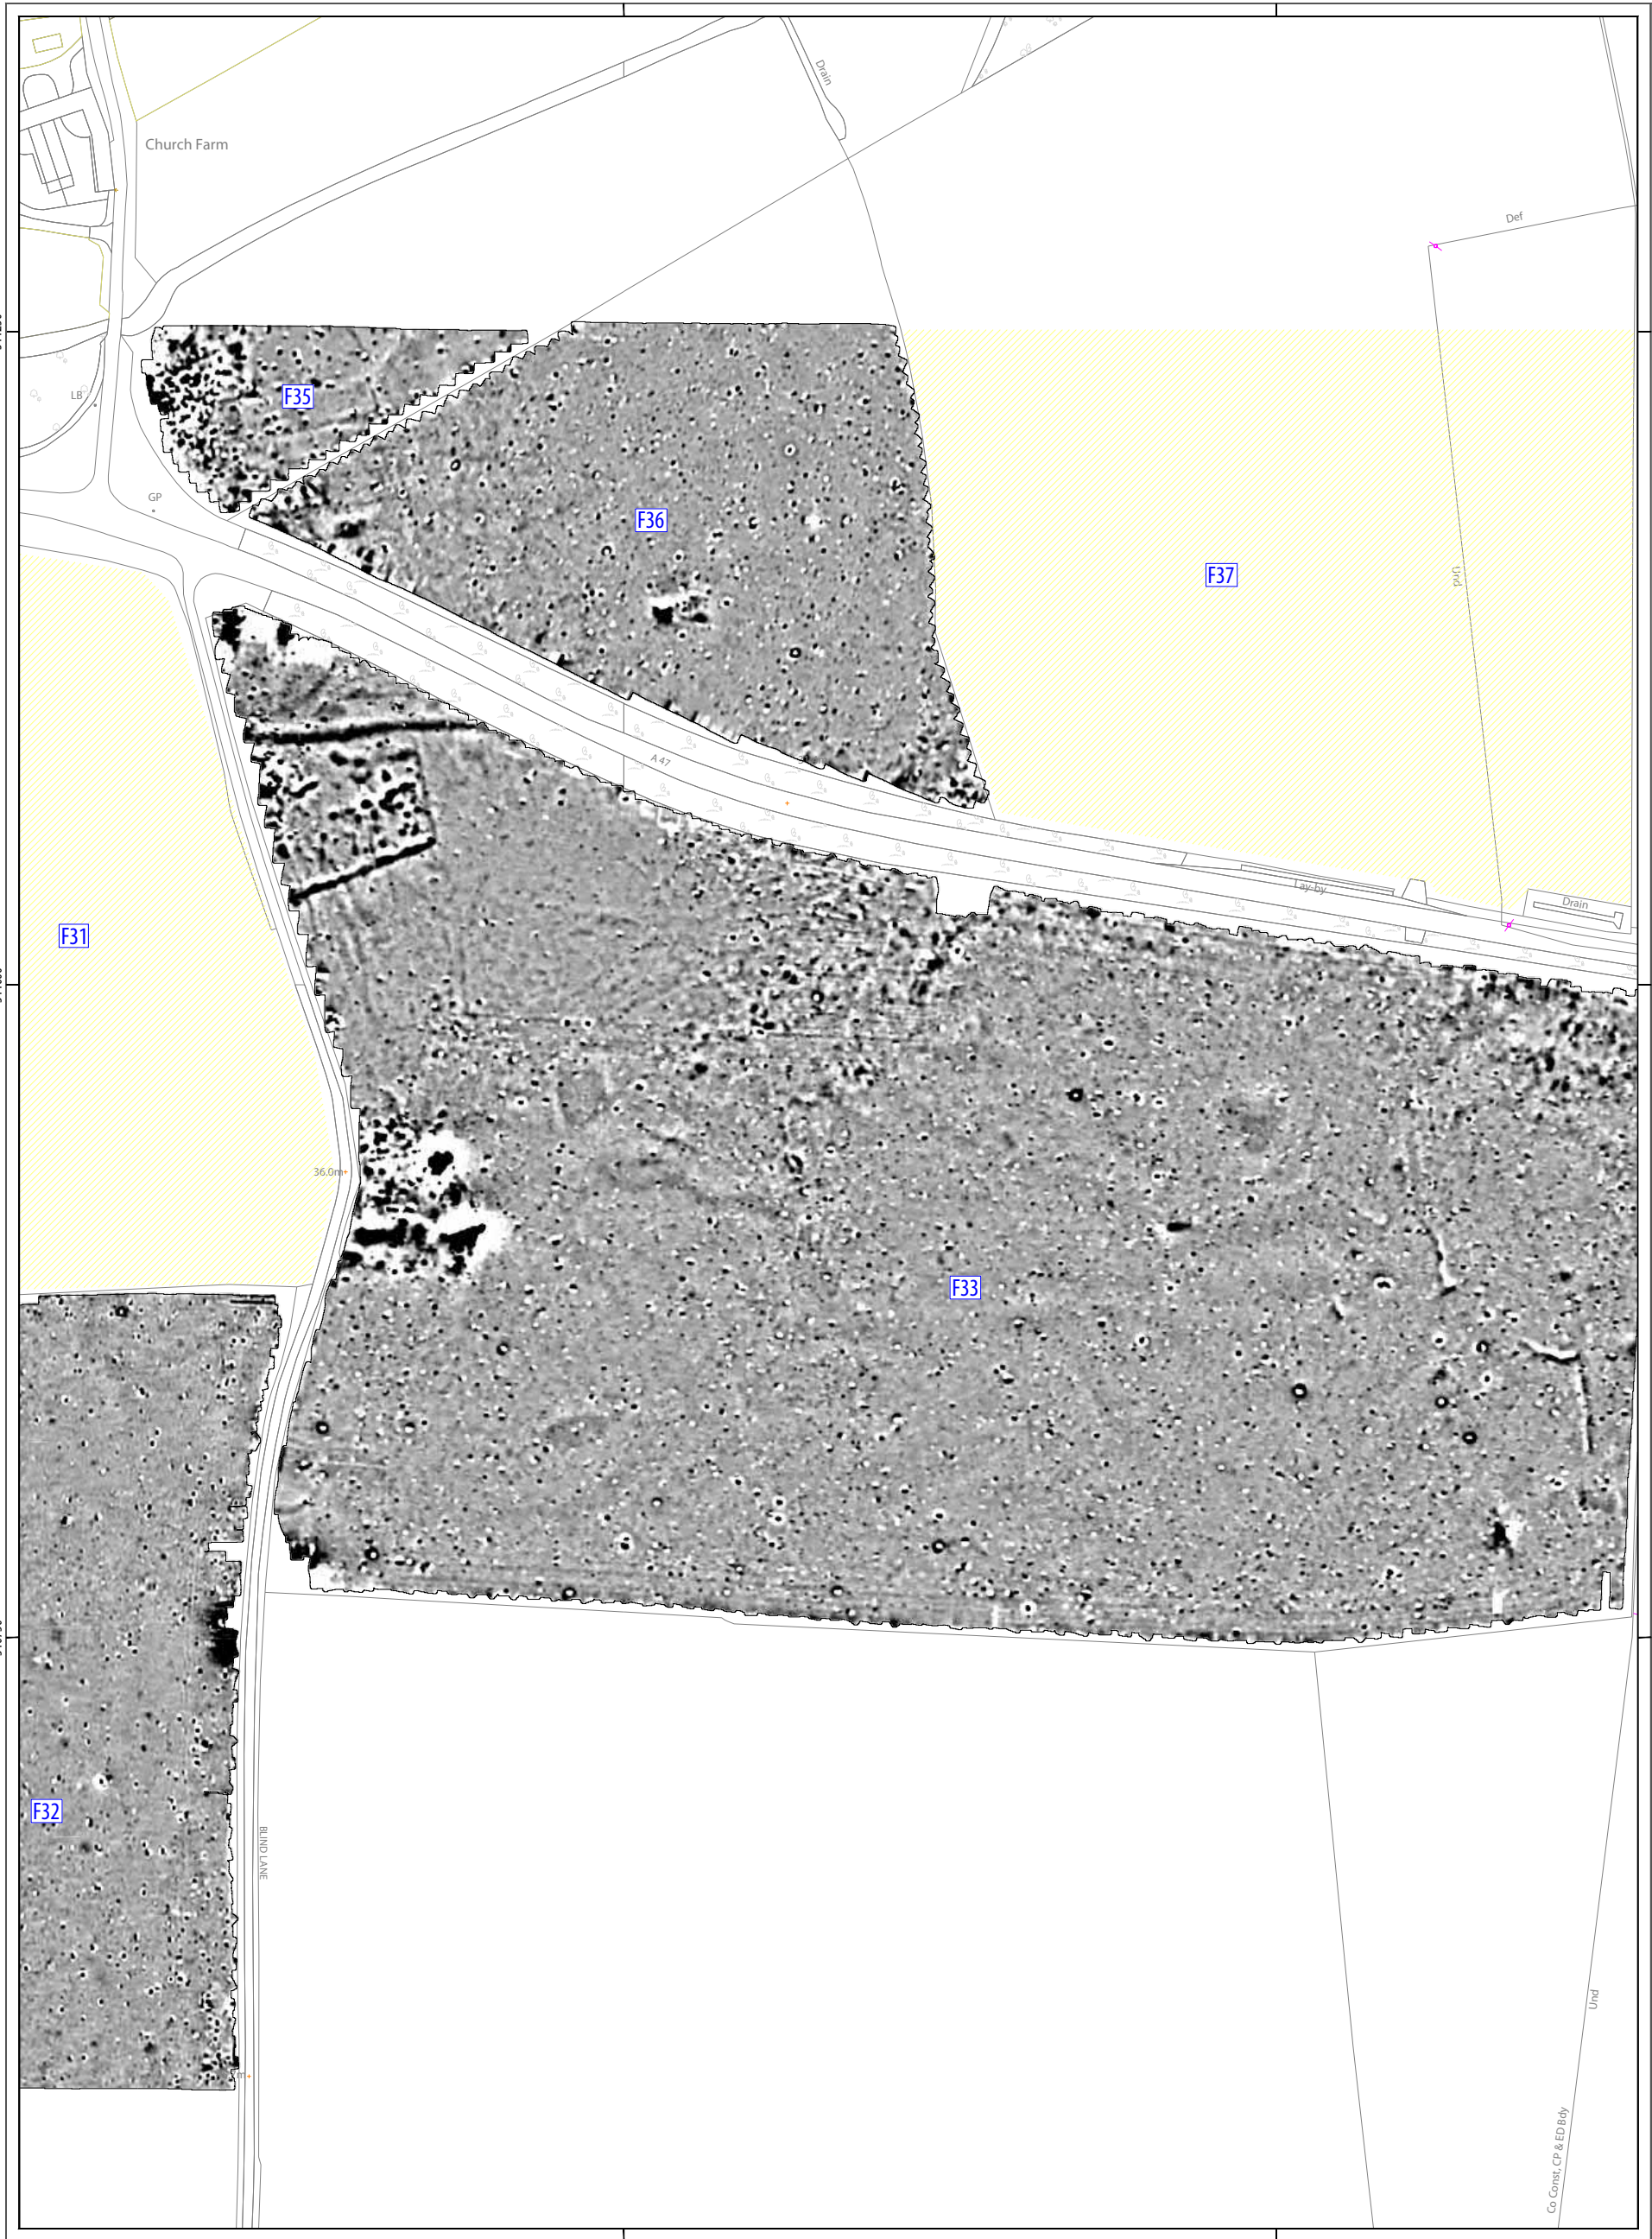 Drain
Church Farm
Def
LB
F35
GP
F36
F37
Und
A 47
Lay-by
Drain
F31
36.0m
F33
F32
BLIND LANE
Und
Co Const, CP & ED Bdy